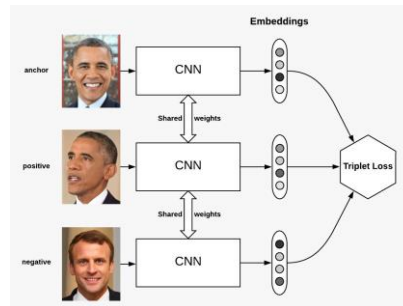 Embeddings
anchor
CNN
Shared weights
positive
CNN
Triplet Loss
Shared weights
negative
CNN